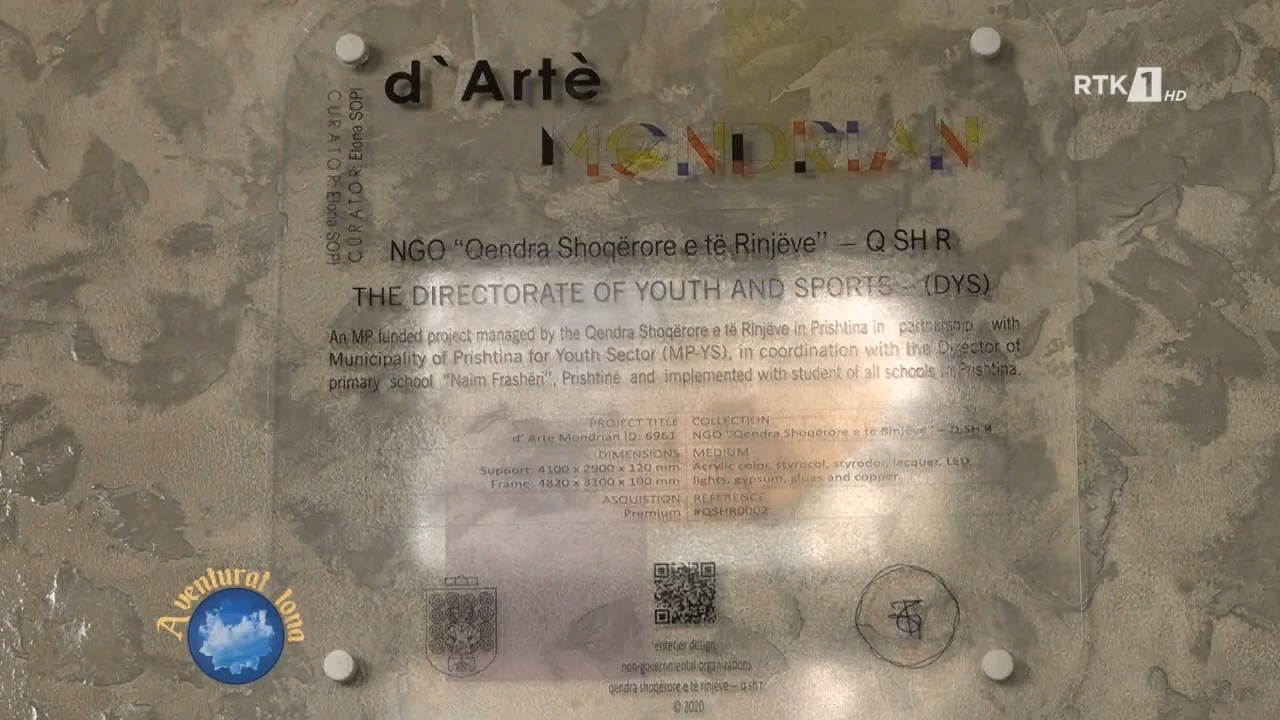 d`Artè
RTK 1 HD
CURATOR: Elona SOPI
MONDRIAN
NGO “Qendra Shoqërore e të Rinjëve” – Q SH R
THE DIRECTORATE OF YOUTH AND SPORTS – (DYS)
An MP funded project managed by the Qendra Shoqërore e të Rinjëve in Prishtina in partnership with
Municipality of Prishtina for Youth Sector (MP-YS), in coordination with the Director of
primary school “Naim Frashëri”, Prishtinë and implemented with student of all schools in Prishtina.
PROJECT TITLE
d' Arte Mondrian ID: 6961
COLLECTION
NGO “Qendra Shoqërore e të Rinjëve” – Q SH R
DIMENSIONS
Support: 4100 x 2900 x 120 mm
Frame: 4820 x 3100 x 100 mm
MEDIUM
Acrylic color, styrocol, styrodor, lacquer, LED
lights, gypsum, glues and copper.
ASQUISTION
Premium
REFERENCE
#QSHR0002
Aventurat Tona
enterier design,
non-governmental organizations
qendra shoqërore e të rinjëve – q sh r
© 2020